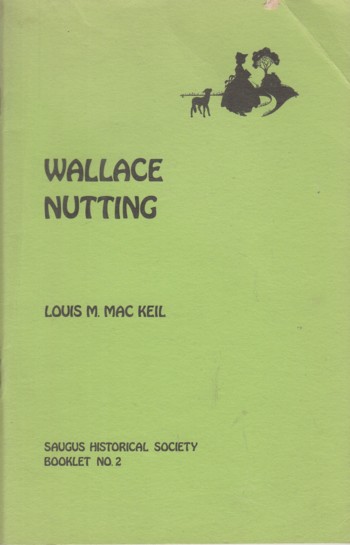 WALLACE
NUTTING
LOUIS M. MAC KEIL
SAUGUS HISTORICAL SOCIETY
BOOKLET NO. 2